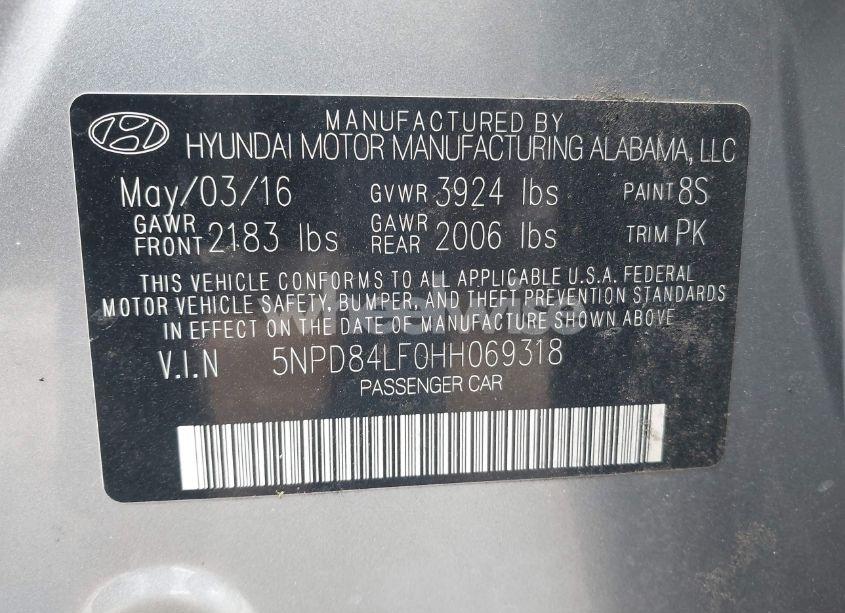 MANUFACTURED BY
HYUNDAI MOTOR MANUFACTURING ALABAMA, LLC
May/03/16 GVWR 3924 lbs PAINT 8S
GAWR FRONT 2183 lbs GAWR REAR 2006 lbs TRIM PK
THIS VEHICLE CONFORMS TO ALL APPLICABLE U.S.A. FEDERAL
MOTOR VEHICLE SAFETY, BUMPER, AND THEFT PREVENTION STANDARDS
IN EFFECT ON THE DATE OF MANUFACTURE SHOWN ABOVE
V.I.N 5NPD84LF0HH069318
PASSENGER CAR